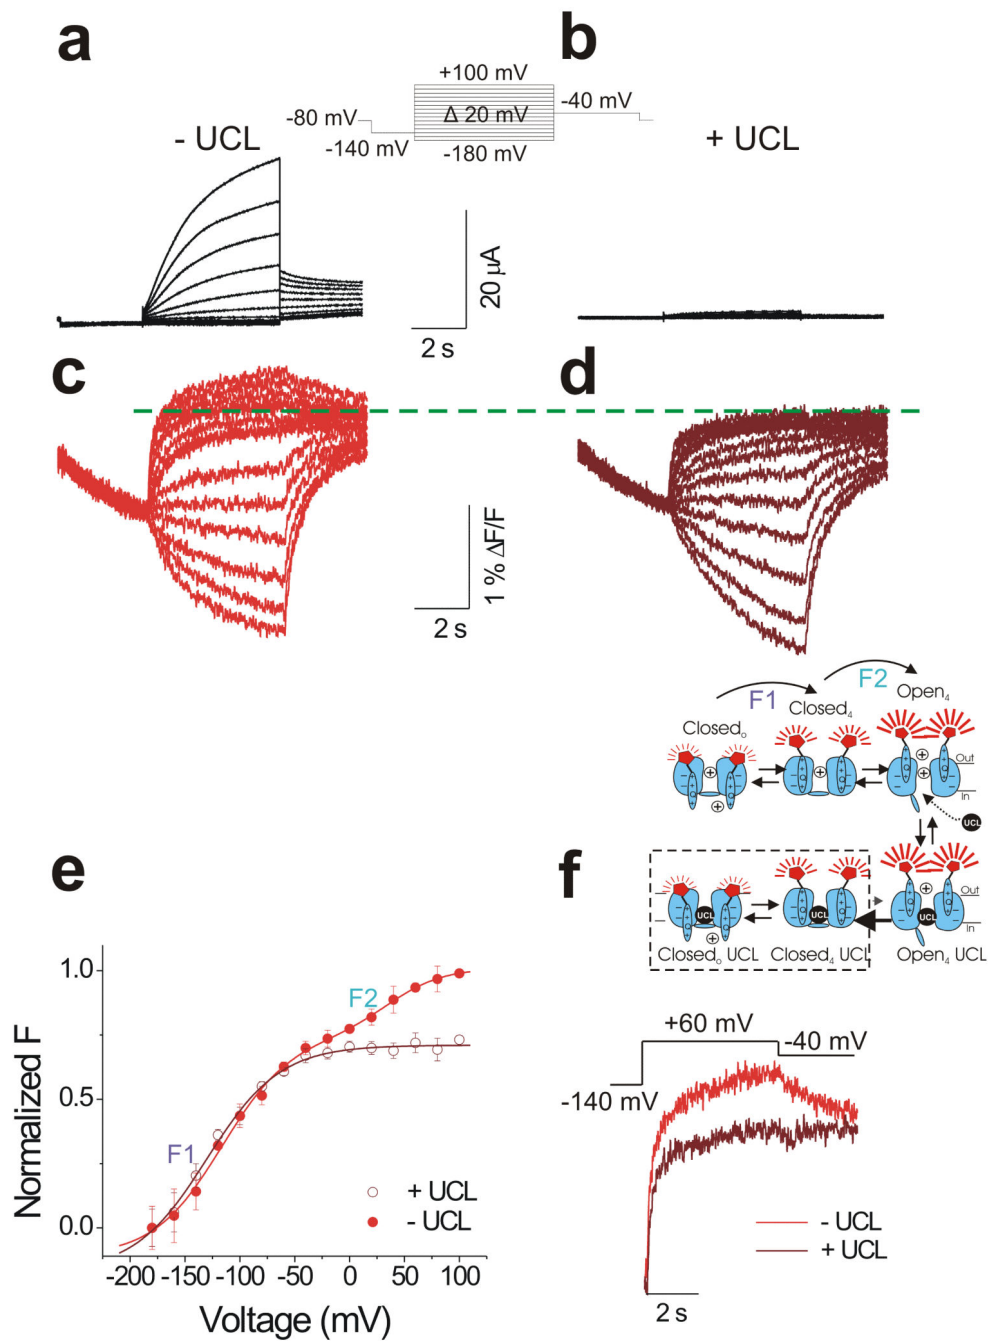 a
b
+100 mV
-80 mV
Δ 20 mV
-40 mV
- UCL
-140 mV
-180 mV
+ UCL
20 µA
2 s
c
d
1 % ΔF/F
2 s
F1
F2
Closed₀
Closed₄
Open₄
Out
In
UCL
e
f
UCL
UCL
UCL
Out
In
Closed₀ UCL
Closed₄ UCL
Open₄ UCL
1.0
0.5
0.0
Normalized F
F2
F1
+ UCL
- UCL
-200 -150 -100 -50 0 50 100
Voltage (mV)
+60 mV
-40 mV
-140 mV
- UCL
+ UCL
2 s